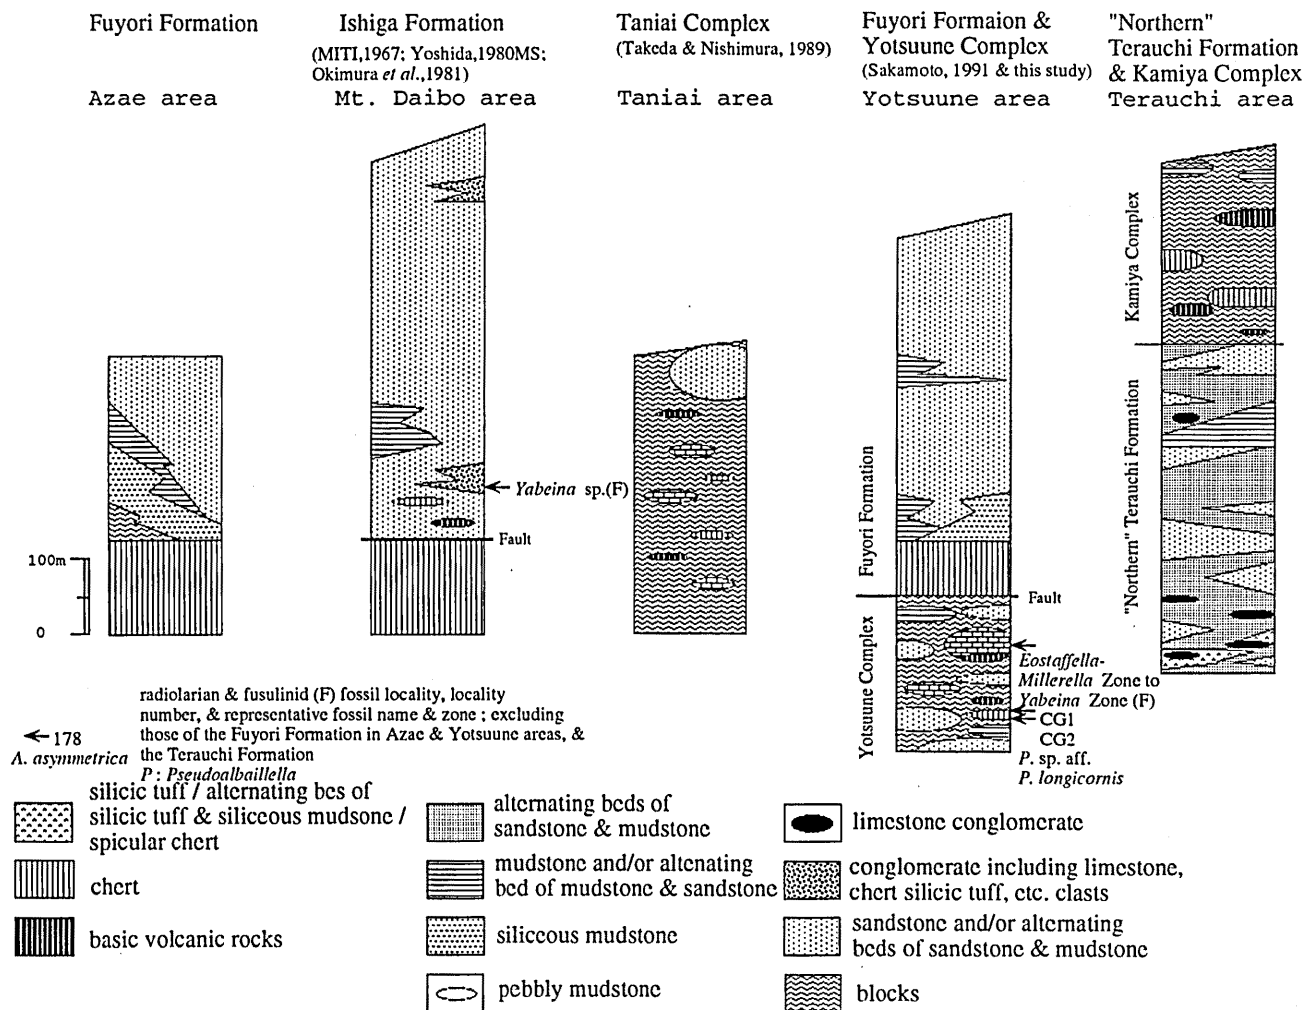 Fuyori Formation
Azae area
Ishiga Formation
(MITI,1967; Yoshida,1980MS;
Okimura et al.,1981)
Mt. Daibo area
Taniai Complex
(Takeda & Nishimura, 1989)
Taniai area
Fuyori Formaion &
Yotsuune Complex
(Sakamoto, 1991 & this study)
Yotsuune area
"Northern"
Terauchi Formation
& Kamiya Complex
Terauchi area
Kamiya Complex
"Northern" Terauchi Formation
Fuyori Formation
Yotsuune Complex
Yabeina sp.(F)
Fault
100m
0
Fault
Eostaffella-
Millerella Zone to
Yabeina Zone (F)
CG1
CG2
P. sp. aff.
P. longicornis
178
A. asymmetrica
radiolarian & fusulinid (F) fossil locality, locality
number, & representative fossil name & zone ; excluding
those of the Fuyori Formation in Azae & Yotsuune areas, &
the Terauchi Formation
P : Pseudoalbaillella
silicic tuff / alternating bes of
silicic tuff & siliceous mudsone /
spicular chert
chert
basic volcanic rocks
alternating beds of
sandstone & mudstone
mudstone and/or altenating
bed of mudstone & sandstone
siliceous mudstone
pebbly mudstone
limestone conglomerate
conglomerate including limestone,
chert silicic tuff, etc. clasts
sandstone and/or alternating
beds of sandstone & mudstone
blocks